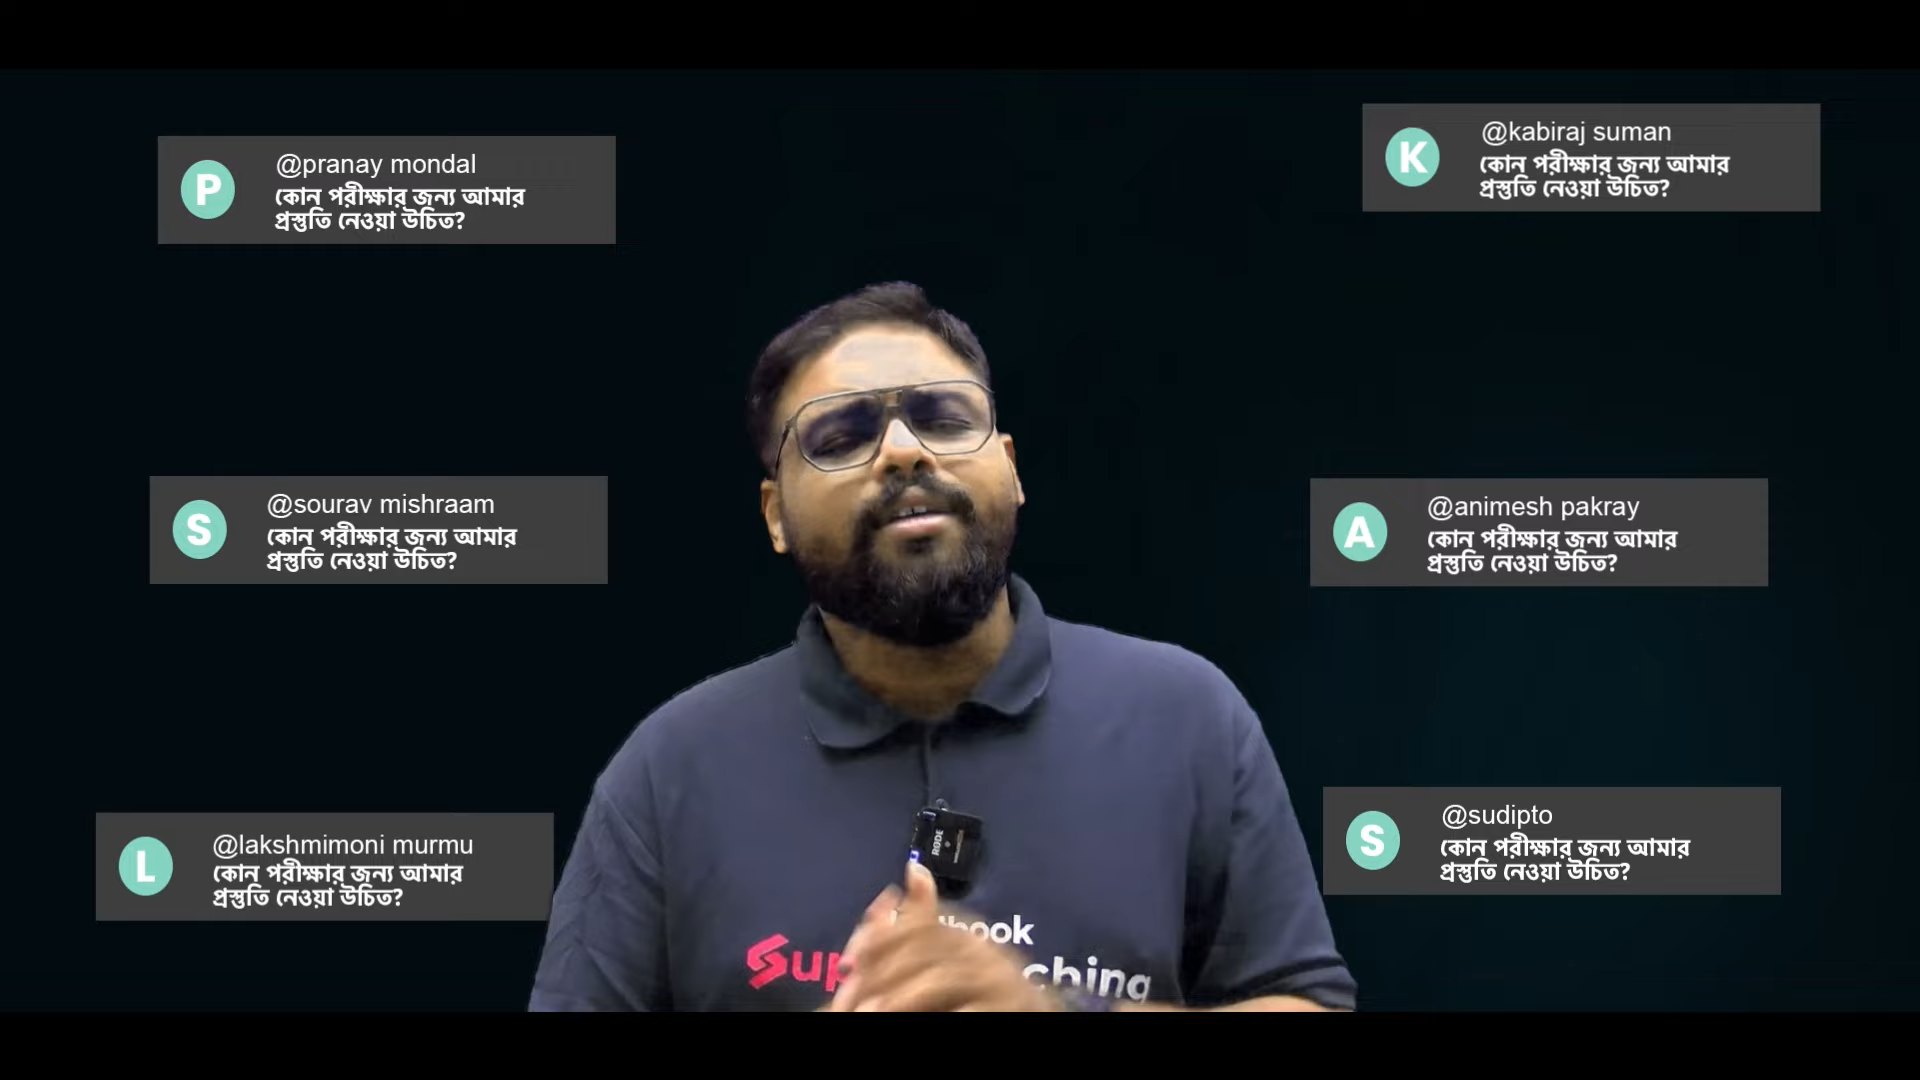 @pranay mondal
কোন পরীক্ষার জন্য আমার
প্রস্তুতি নেওয়া উচিত?
@kabiraj suman
কোন পরীক্ষার জন্য আমার
প্রস্তুতি নেওয়া উচিত?
@sourav mishraam
কোন পরীক্ষার জন্য আমার
প্রস্তুতি নেওয়া উচিত?
@animesh pakray
কোন পরীক্ষার জন্য আমার
প্রস্তুতি নেওয়া উচিত?
@lakshmimoni murmu
কোন পরীক্ষার জন্য আমার
প্রস্তুতি নেওয়া উচিত?
@sudipto
কোন পরীক্ষার জন্য আমার
প্রস্তুতি নেওয়া উচিত?
P
K
S
A
L
S
RODE